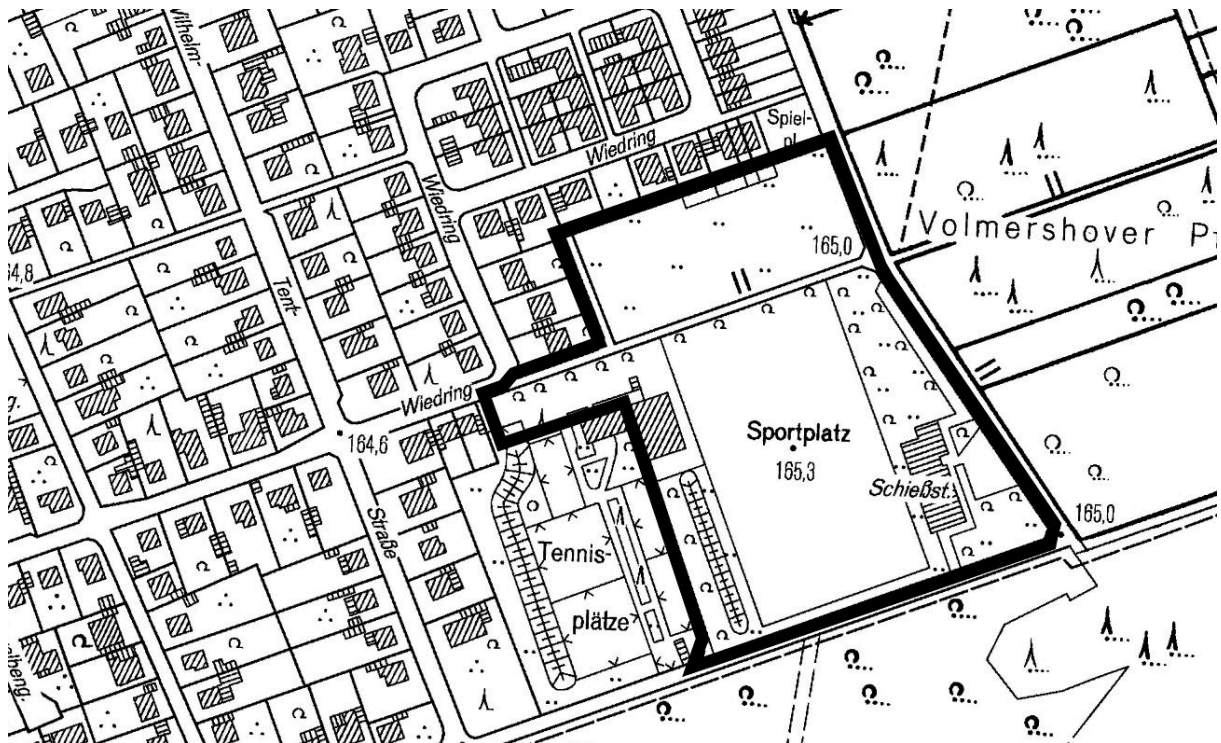 Wilhelm-
Spiel-
pl.
Wiedring
Wiedring
Volmershover
165,0
Tent
Wiedring
164,6
Straße
Sportplatz
165,3
Schießst.
165,0
Tennis-
plätze